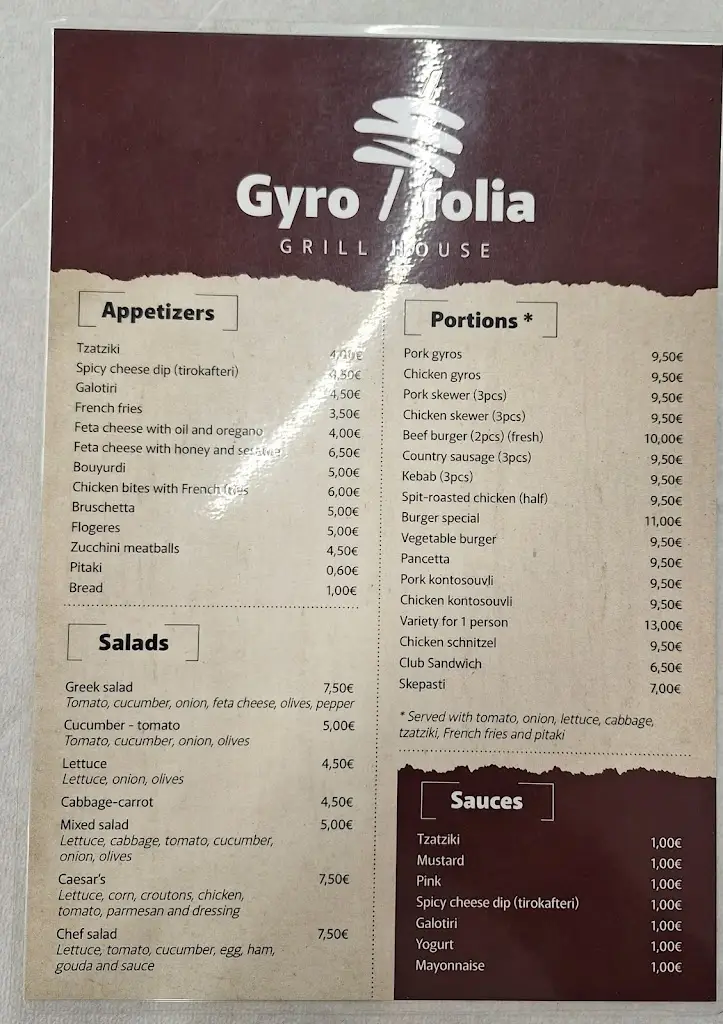 Gyro folia
GRILL HOUSE
Appetizers
Tzatziki 4,00€
Spicy cheese dip (tirokafteri) 4,50€
Galotiri 4,50€
French fries 3,50€
Feta cheese with oil and oregano 4,00€
Feta cheese with honey and sesame 6,50€
Bouyurdi 5,00€
Chicken bites with French fries 6,00€
Bruschetta 5,00€
Flogeres 5,00€
Zucchini meatballs 4,50€
Pitaki 0,60€
Bread 1,00€
Salads
Greek salad 7,50€
Tomato, cucumber, onion, feta cheese, olives, pepper
Cucumber - tomato 5,00€
Tomato, cucumber, onion, olives
Lettuce 4,50€
Lettuce, onion, olives
Cabbage-carrot 4,50€
Mixed salad 5,00€
Lettuce, cabbage, tomato, cucumber,
onion, olives
Caesar's 7,50€
Lettuce, corn, croutons, chicken,
tomato, parmesan and dressing
Chef salad 7,50€
Lettuce, tomato, cucumber, egg, ham,
gouda and sauce
Portions *
Pork gyros 9,50€
Chicken gyros 9,50€
Pork skewer (3pcs) 9,50€
Chicken skewer (3pcs) 9,50€
Beef burger (2pcs) (fresh) 10,00€
Country sausage (3pcs) 9,50€
Kebab (3pcs) 9,50€
Spit-roasted chicken (half) 9,50€
Burger special 11,00€
Vegetable burger 9,50€
Pancetta 9,50€
Pork kontosouvli 9,50€
Chicken kontosouvli 9,50€
Variety for 1 person 13,00€
Chicken schnitzel 9,50€
Club Sandwich 6,50€
Skepasti 7,00€
* Served with tomato, onion, lettuce, cabbage,
tzatziki, French fries and pitaki
Sauces
Tzatziki 1,00€
Mustard 1,00€
Pink 1,00€
Spicy cheese dip (tirokafteri) 1,00€
Galotiri 1,00€
Yogurt 1,00€
Mayonnaise 1,00€